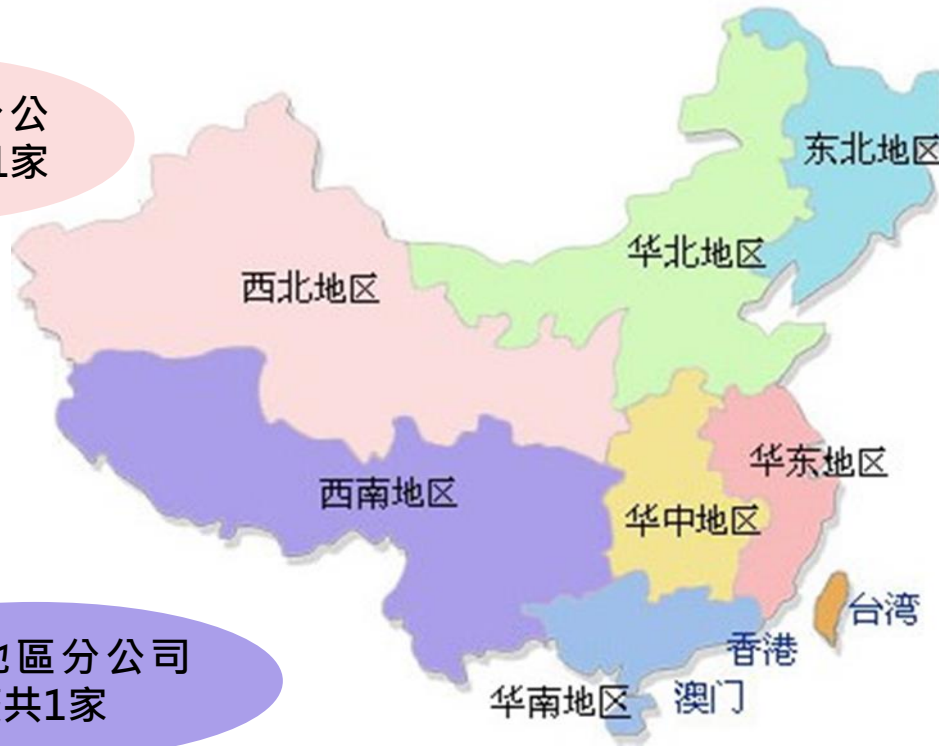 公
1家
东北地区
华北地区
西北地区
华东地区
西南地区
华中地区
台湾
地區分公司
共1家
香港
澳门
华南地区